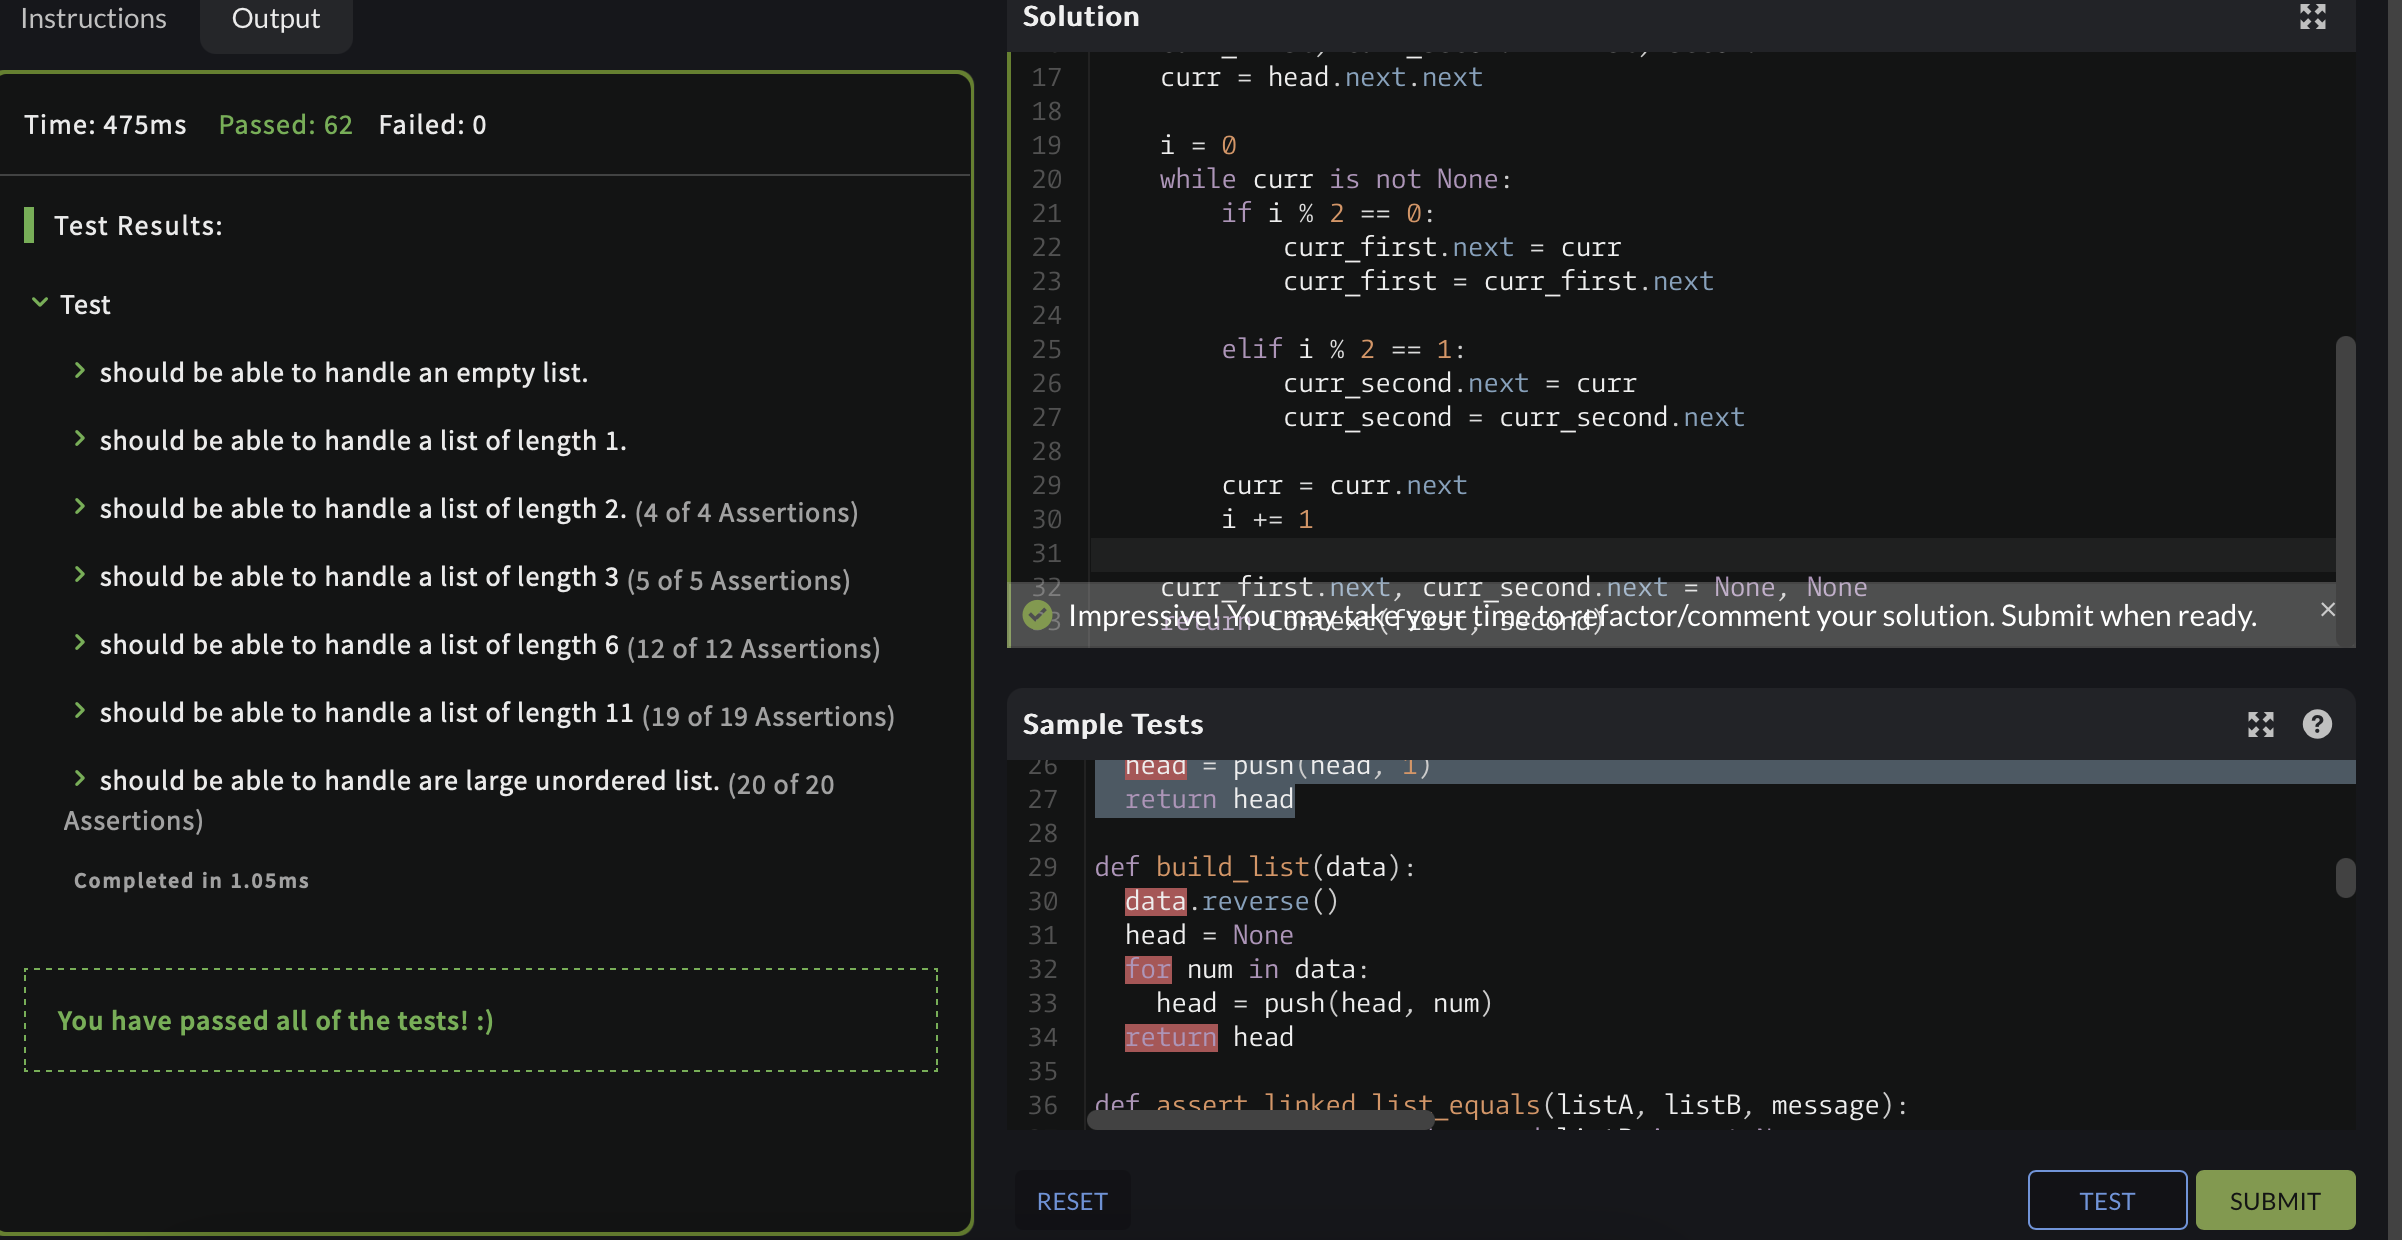 Instructions
Output
Time: 475ms Passed: 62 Failed: 0
Test Results:
Test
should be able to handle an empty list.
should be able to handle a list of length 1.
should be able to handle a list of length 2. (4 of 4 Assertions)
should be able to handle a list of length 3 (5 of 5 Assertions)
should be able to handle a list of length 6 (12 of 12 Assertions)
should be able to handle a list of length 11 (19 of 19 Assertions)
should be able to handle are large unordered list. (20 of 20
Assertions)
Completed in 1.05ms
You have passed all of the tests! :)
Solution
17 curr = head.next.next
18
19 i = 0
20 while curr is not None:
21 if i % 2 == 0:
22 curr_first.next = curr
23 curr_first = curr_first.next
24
25 elif i % 2 == 1:
26 curr_second.next = curr
27 curr_second = curr_second.next
28
29 curr = curr.next
30 i += 1
31
32 curr_first.next, curr_second.next = None, None
return Context(first, second)
Impressive! You may take your time to refactor/comment your solution. Submit when ready.
Sample Tests
26 head = push(head, 1)
27 return head
28
29 def build_list(data):
30 data.reverse()
31 head = None
32 for num in data:
33 head = push(head, num)
34 return head
35
36 def assert_linked_list_equals(listA, listB, message):
RESET
TEST
SUBMIT